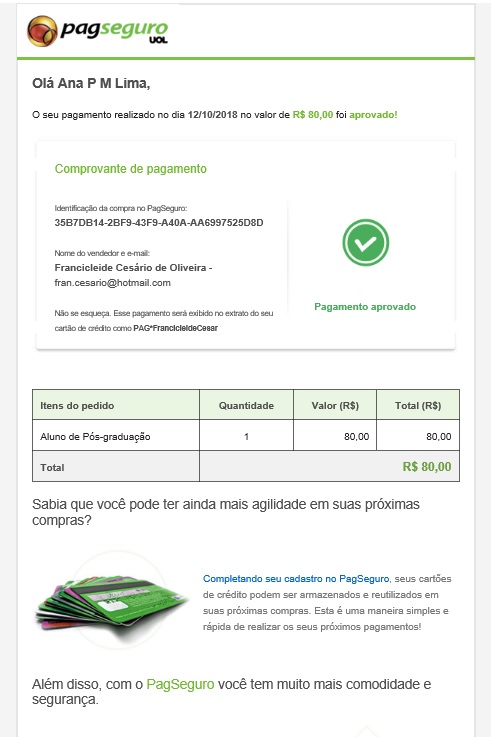 pagseguro
UOL
Olá Ana P M Lima,
O seu pagamento realizado no dia 12/10/2018 no valor de R$ 80,00 foi aprovado!
Comprovante de pagamento
Identificação da compra no PagSeguro:
35B7DB14-2BF9-43F9-A40A-AA6997525D8D
Nome do vendedor e e-mail:
Francicleide Cesário de Oliveira -
fran.cesario@hotmail.com
Não se esqueça. Esse pagamento será exibido no extrato do seu
cartão de crédito como PAG*FrancicleideCesar
Pagamento aprovado
Itens do pedido Quantidade Valor (R$) Total (R$)
Aluno de Pós-graduação 1 80,00 80,00
Total R$ 80,00
Sabia que você pode ter ainda mais agilidade em suas próximas
compras?
Completando seu cadastro no PagSeguro, seus cartões
de crédito podem ser armazenados e reutilizados em
suas próximas compras. Esta é uma maneira simples e
rápida de realizar os seus próximos pagamentos!
Além disso, com o PagSeguro você tem muito mais comodidade e
segurança.